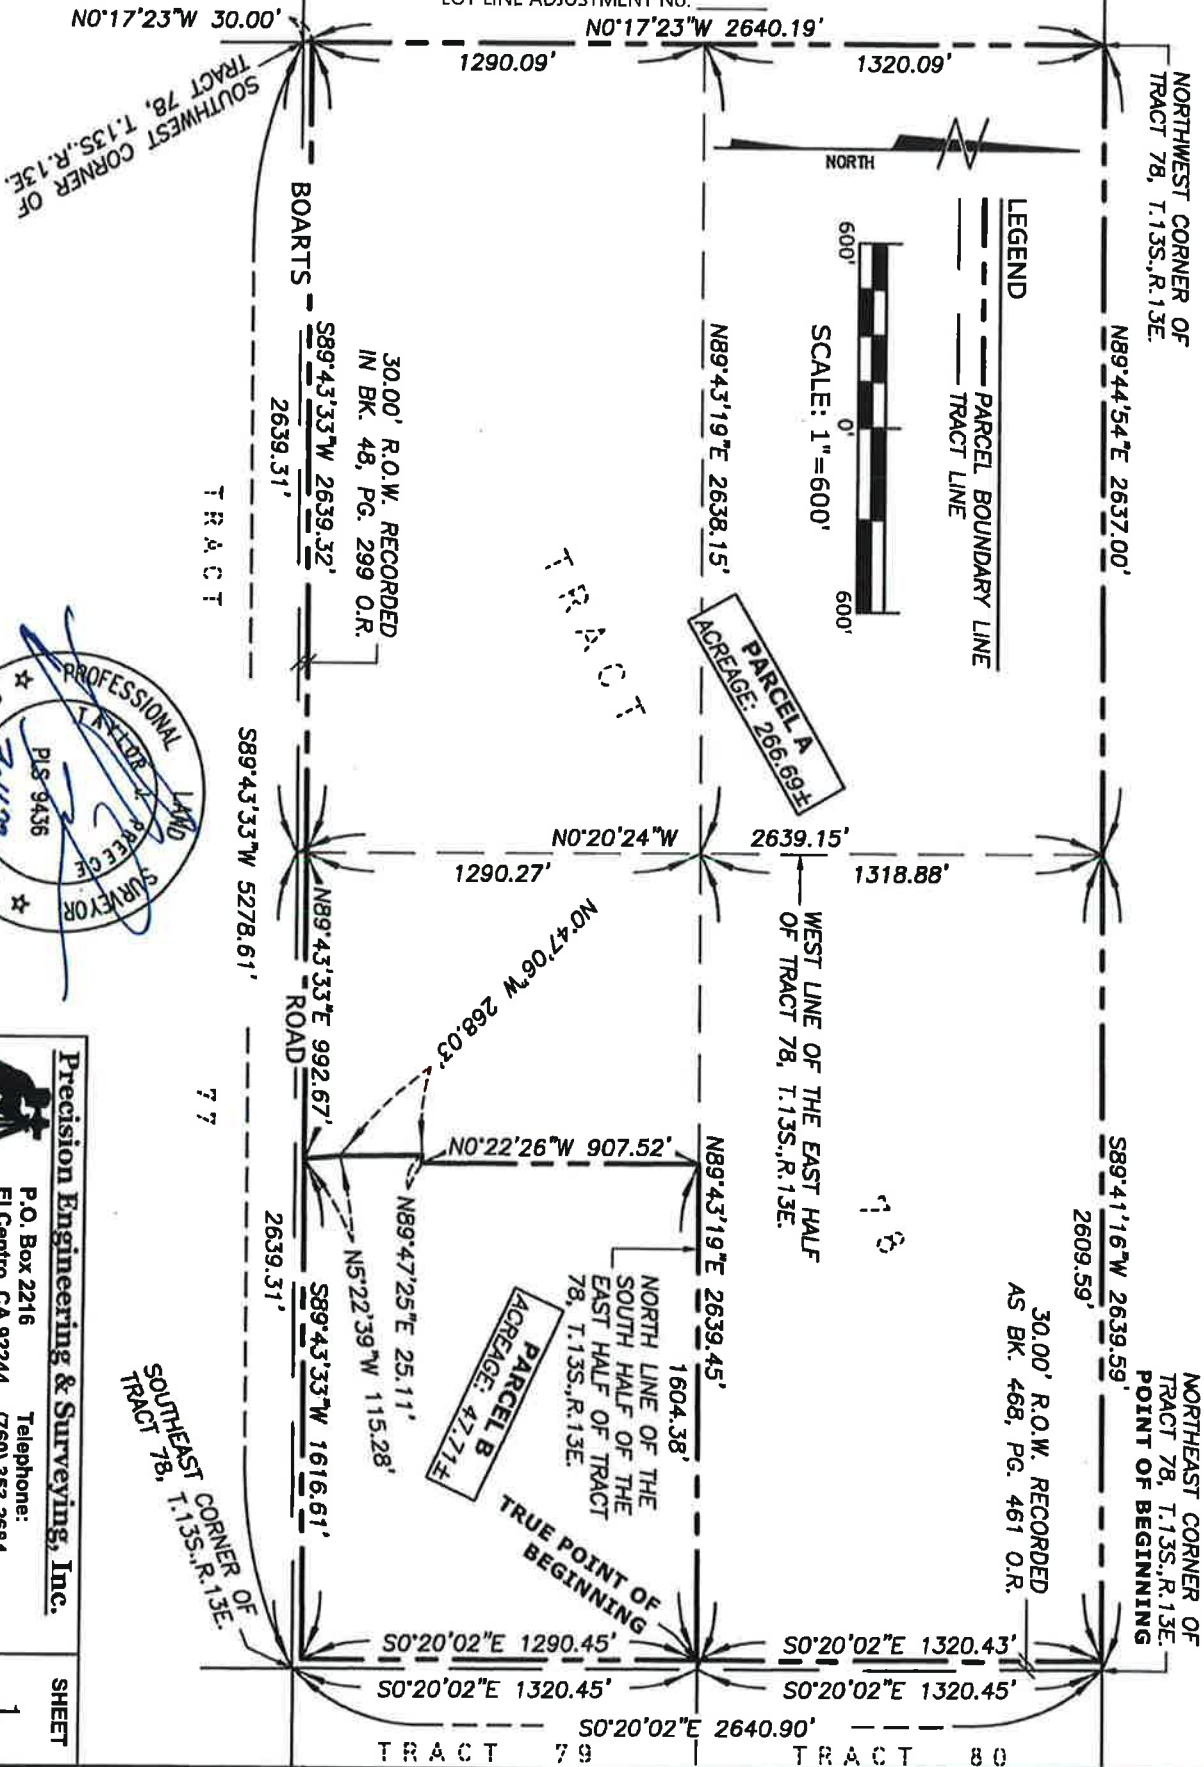 LOT LINE ADJUSTMENT No.
N0°17'23"W 30.00'
N0°17'23"W 2640.19'
1290.09'
1320.09'
SOUTHWEST CORNER OF
TRACT 78, T.13S.,R.13E.
NORTHWEST CORNER OF
TRACT 78, T.13S.,R.13E.
NORTH
LEGEND
PARCEL BOUNDARY LINE
TRACT LINE
600'
0'
600'
SCALE: 1"=600'
N89°44'54"E 2637.00'
N89°43'19"E 2638.15'
BOARTS
S89°43'33"W 2639.32'
2639.31'
30.00' R.O.W. RECORDED
IN BK. 48, PG. 299 O.R.
TRACT
TRACT
PARCEL A
ACREAGE: 266.69±
S89°43'33"W 5278.61'
N0°20'24"W
2639.15'
1290.27'
1318.88'
WEST LINE OF THE EAST HALF
OF TRACT 78, T.13S.,R.13E.
N89°43'33"E 992.67'
ROAD
N0°47'06"W 268.03'
N0°22'26"W 907.52'
N89°47'25"E 25.11'
N5°22'39"W 115.28'
77
78
N89°43'19"E 2639.45'
1604.38'
NORTH LINE OF THE
SOUTH HALF OF THE
EAST HALF OF TRACT
78, T.13S.,R.13E.
PARCEL B
ACREAGE: 47.71±
S89°43'33"W 1616.61'
2639.31'
SOUTHEAST CORNER OF
TRACT 78, T.13S.,R.13E.
TRUE POINT OF
BEGINNING
S89°41'16"W 2639.59'
2609.59'
30.00' R.O.W. RECORDED
AS BK. 468, PG. 461 O.R.
NORTHEAST CORNER OF
TRACT 78, T.13S.,R.13E.
POINT OF BEGINNING
S0°20'02"E 1290.45'
S0°20'02"E 1320.43'
S0°20'02"E 1320.45'
S0°20'02"E 1320.45'
S0°20'02"E 2640.90'
TRACT 79
TRACT 80
PROFESSIONAL LAND SURVEYOR
TAYLOR J. PREECE
PLS 9436
Precision Engineering & Surveying, Inc.
P.O. Box 2216
El Centro, CA 92244
Telephone:
(760) 353-2684
SHEET
1